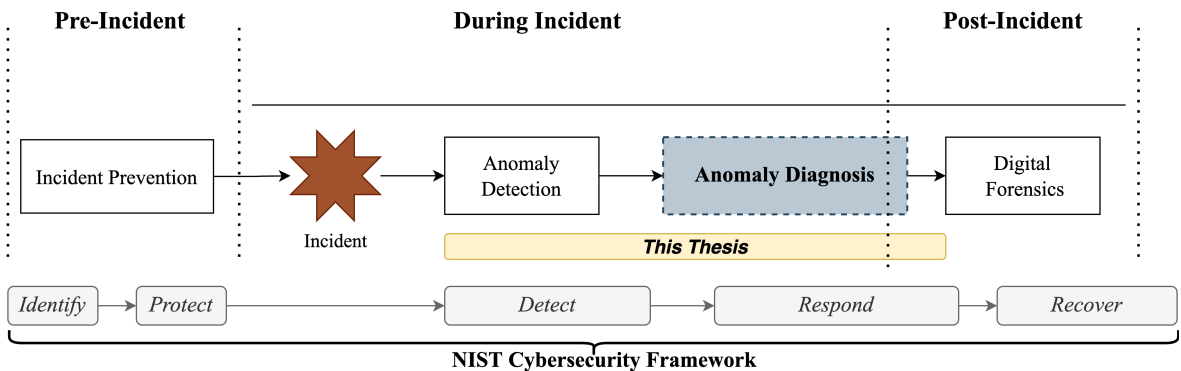 Pre-Incident
During Incident
Post-Incident
Incident Prevention
Incident
Anomaly
Detection
Anomaly Diagnosis
Digital
Forensics
This Thesis
Identify
Protect
Detect
Respond
Recover
NIST Cybersecurity Framework